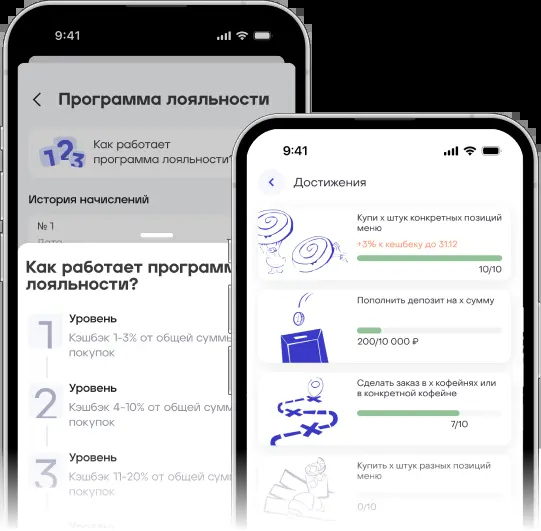 9:41
Программа лояльности
123
Как работает
программа лояльности?
История начислений
№ 1
Дата
Как работает программ
лояльности?
1
Уровень
Кэшбэк 1-3% от общей суммы
покупок
2
Уровень
Кэшбэк 4-10% от общей сумм
покупок
3
Уровень
Кэшбэк 11-20% от общей
покупок
Уровень
9:41
Достижения
Купи х штук конкретных позиций
меню
+3% к кешбеку до 31.12
10/10
Пополнить депозит на х сумму
200/10 000 ₽
Сделать заказ в х кофейнях или
в конкретной кофейне
7/10
Купить х штук разных позиций
меню
0/10